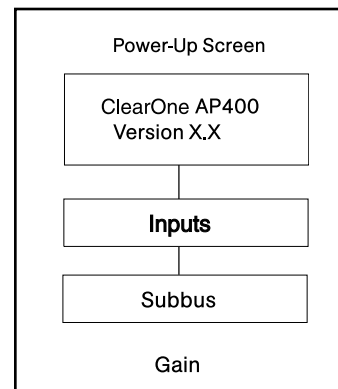 Power-Up Screen
ClearOne AP400
Version X.X
Inputs
Subbus
Gain